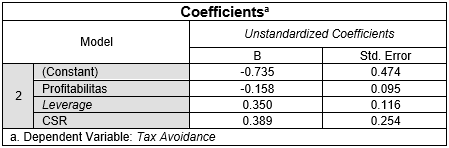 Coefficientsa
Model Unstandardized Coefficients
B Std. Error
2 (Constant) -0.735 0.474
Profitabilitas -0.158 0.095
Leverage 0.350 0.116
CSR 0.389 0.254
a. Dependent Variable: Tax Avoidance